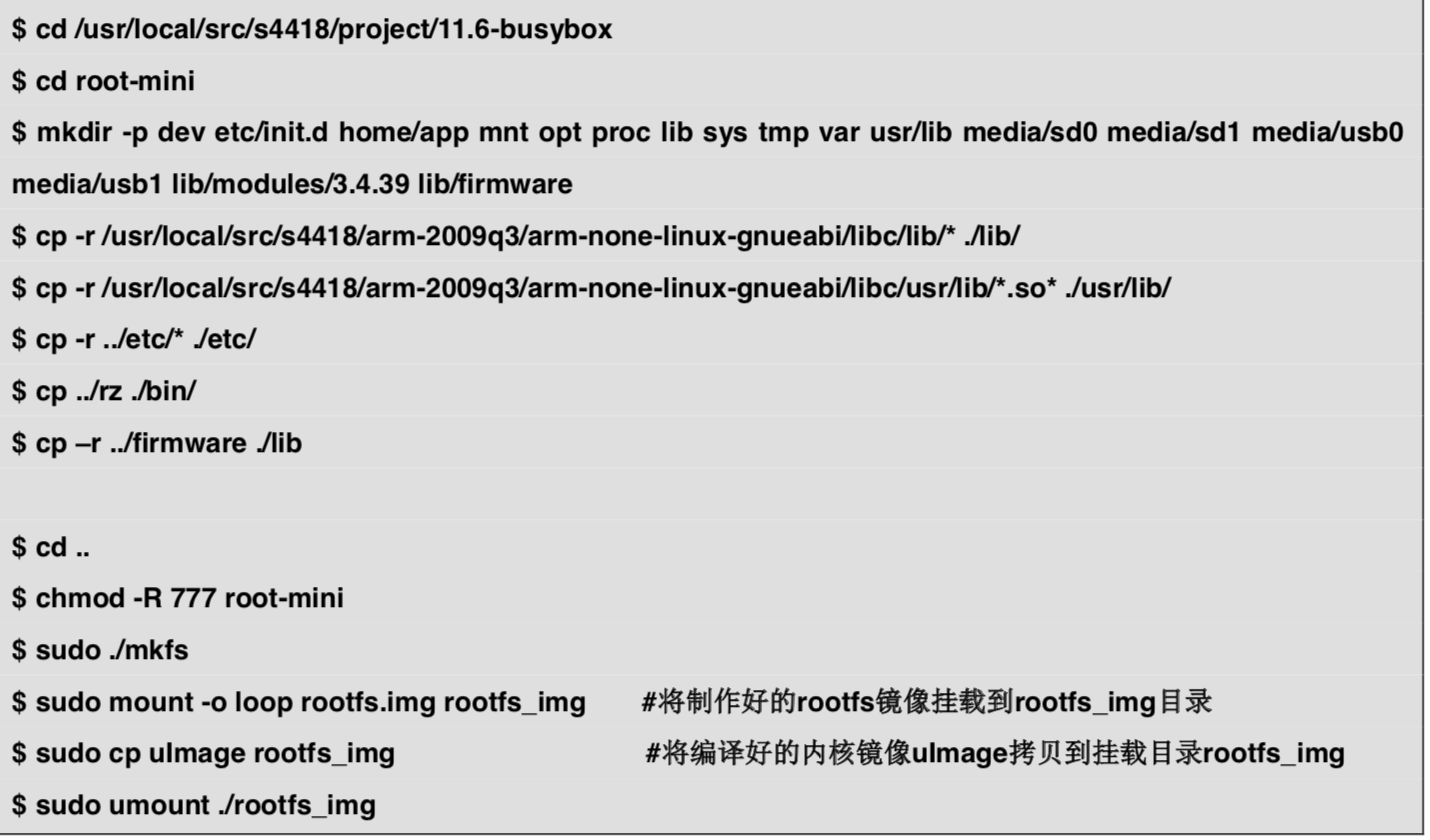 $ cd /usr/local/src/s4418/project/11.6-busybox
$ cd root-mini
$ mkdir -p dev etc/init.d home/app mnt opt proc lib sys tmp var usr/lib media/sd0 media/sd1 media/usb0
media/usb1 lib/modules/3.4.39 lib/firmware
$ cp -r /usr/local/src/s4418/arm-2009q3/arm-none-linux-gnueabi/libc/lib/* ./lib/
$ cp -r /usr/local/src/s4418/arm-2009q3/arm-none-linux-gnueabi/libc/usr/lib/*.so* ./usr/lib/
$ cp -r ../etc/* ./etc/
$ cp ../rz ./bin/
$ cp –r ../firmware ./lib
$ cd ..
$ chmod -R 777 root-mini
$ sudo ./mkfs
$ sudo mount -o loop rootfs.img rootfs_img #将制作好的rootfs镜像挂载到rootfs_img目录
$ sudo cp uImage rootfs_img #将编译好的内核镜像uImage拷贝到挂载目录rootfs_img
$ sudo umount ./rootfs_img